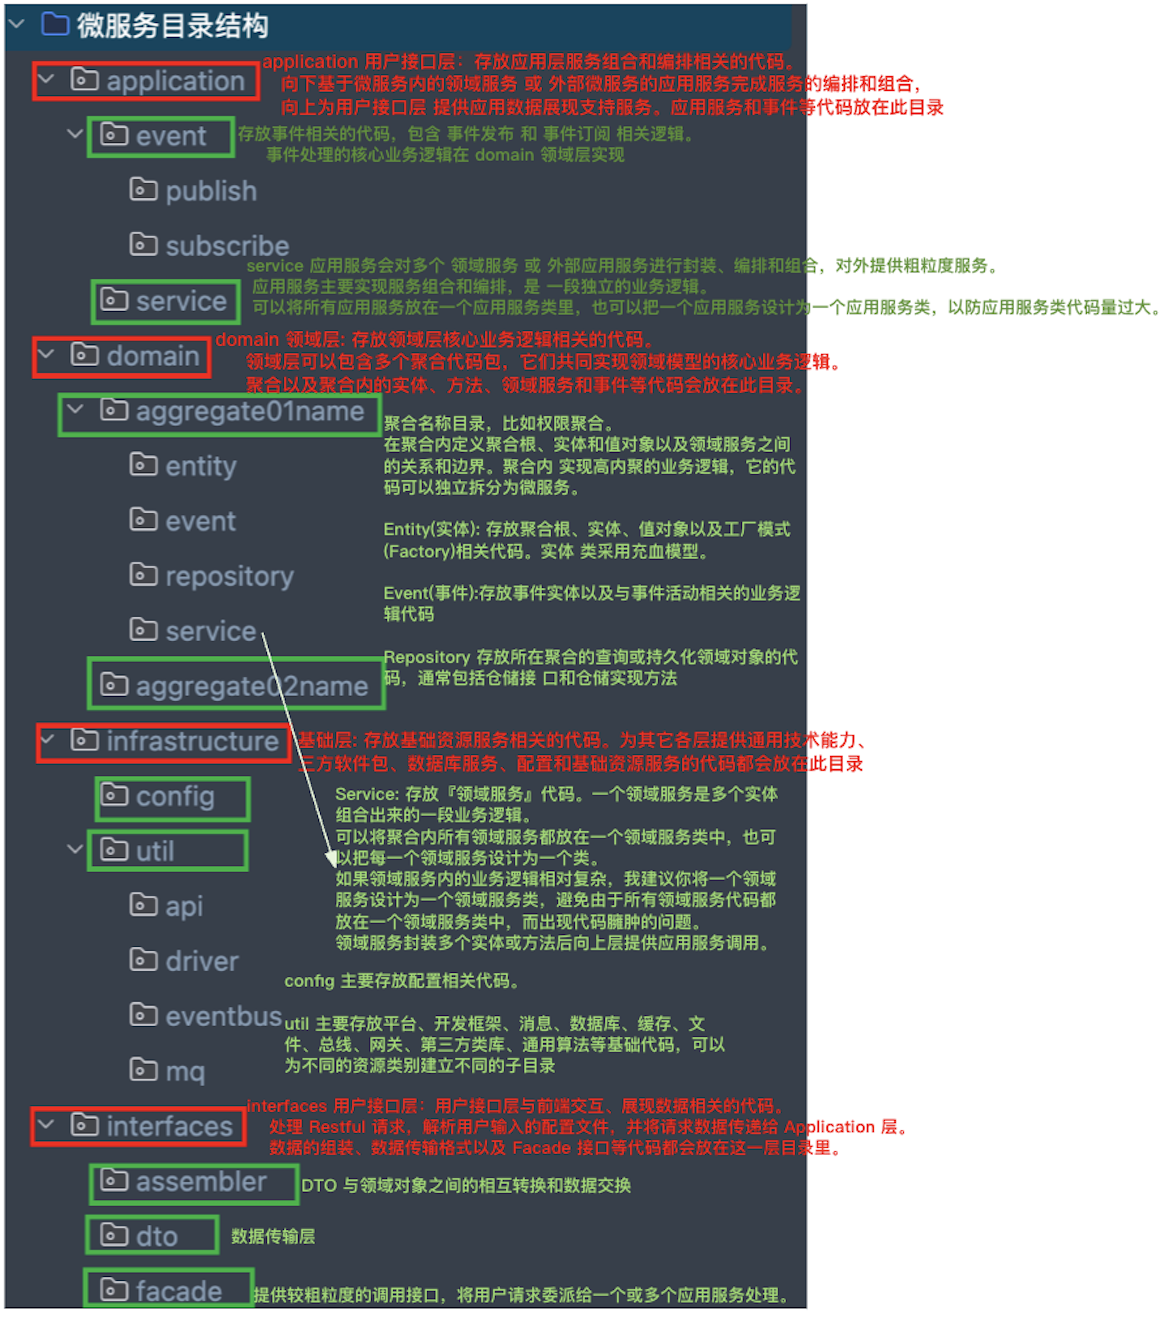 微服务目录结构
application
application 用户接口层：存放应用层服务组合和编排相关的代码。
向下基于微服务内的领域服务 或 外部微服务的应用服务完成服务的编排和组合，
向上为用户接口层 提供应用数据展现支持服务。应用服务和事件等代码放在此目录
event
存放事件相关的代码，包含 事件发布 和 事件订阅 相关逻辑。
事件处理的核心业务逻辑在 domain 领域层实现
publish
subscribe
service 应用服务会对多个 领域服务 或 外部应用服务进行封装、编排和组合，对外提供粗粒度服务。
应用服务主要实现服务组合和编排，是 一段独立的业务逻辑。
可以将所有应用服务放在一个应用服务类里，也可以把一个应用服务设计为一个应用服务类，以防应用服务类代码量过大。
service
domain
domain 领域层: 存放领域层核心业务逻辑相关的代码。
领域层可以包含多个聚合代码包，它们共同实现领域模型的核心业务逻辑。
聚合以及聚合内的实体、方法、领域服务和事件等代码会放在此目录。
aggregate01name
聚合名称目录，比如权限聚合。
在聚合内定义聚合根、实体和值对象以及领域服务之间
的关系和边界。聚合内 实现高内聚的业务逻辑，它的代
码可以独立拆分为微服务。
entity
event
Entity(实体): 存放聚合根、实体、值对象以及工厂模式
(Factory)相关代码。实体 类采用充血模型。
repository
Event(事件):存放事件实体以及与事件活动相关的业务逻
辑代码
service
Repository 存放所在聚合的查询或持久化领域对象的代
码，通常包括仓储接 口和仓储实现方法
aggregate02name
infrastructure
基础层: 存放基础资源服务相关的代码。为其它各层提供通用技术能力、
三方软件包、数据库服务、配置和基础资源服务的代码都会放在此目录
config
Service: 存放『领域服务』代码。一个领域服务是多个实体
组合出来的一段业务逻辑。
可以将聚合内所有领域服务都放在一个领域服务类中，也可
以把每一个领域服务设计为一个类。
如果领域服务内的业务逻辑相对复杂，我建议你将一个领域
服务设计为一个领域服务类，避免由于所有领域服务代码都
放在一个领域服务类中，而出现代码臃肿的问题。
领域服务封装多个实体或方法后向上层提供应用服务调用。
util
api
driver
config 主要存放配置相关代码。
eventbus
util 主要存放平台、开发框架、消息、数据库、缓存、文
件、总线、网关、第三方类库、通用算法等基础代码，可以
为不同的资源类别建立不同的子目录
mq
interfaces
interfaces 用户接口层：用户接口层与前端交互、展现数据相关的代码。
处理 Restful 请求，解析用户输入的配置文件，并将请求数据传递给 Application 层。
数据的组装、数据传输格式以及 Facade 接口等代码都会放在这一层目录里。
assembler
DTO 与领域对象之间的相互转换和数据交换
dto
数据传输层
facade
提供较粗粒度的调用接口，将用户请求委派给一个或多个应用服务处理。